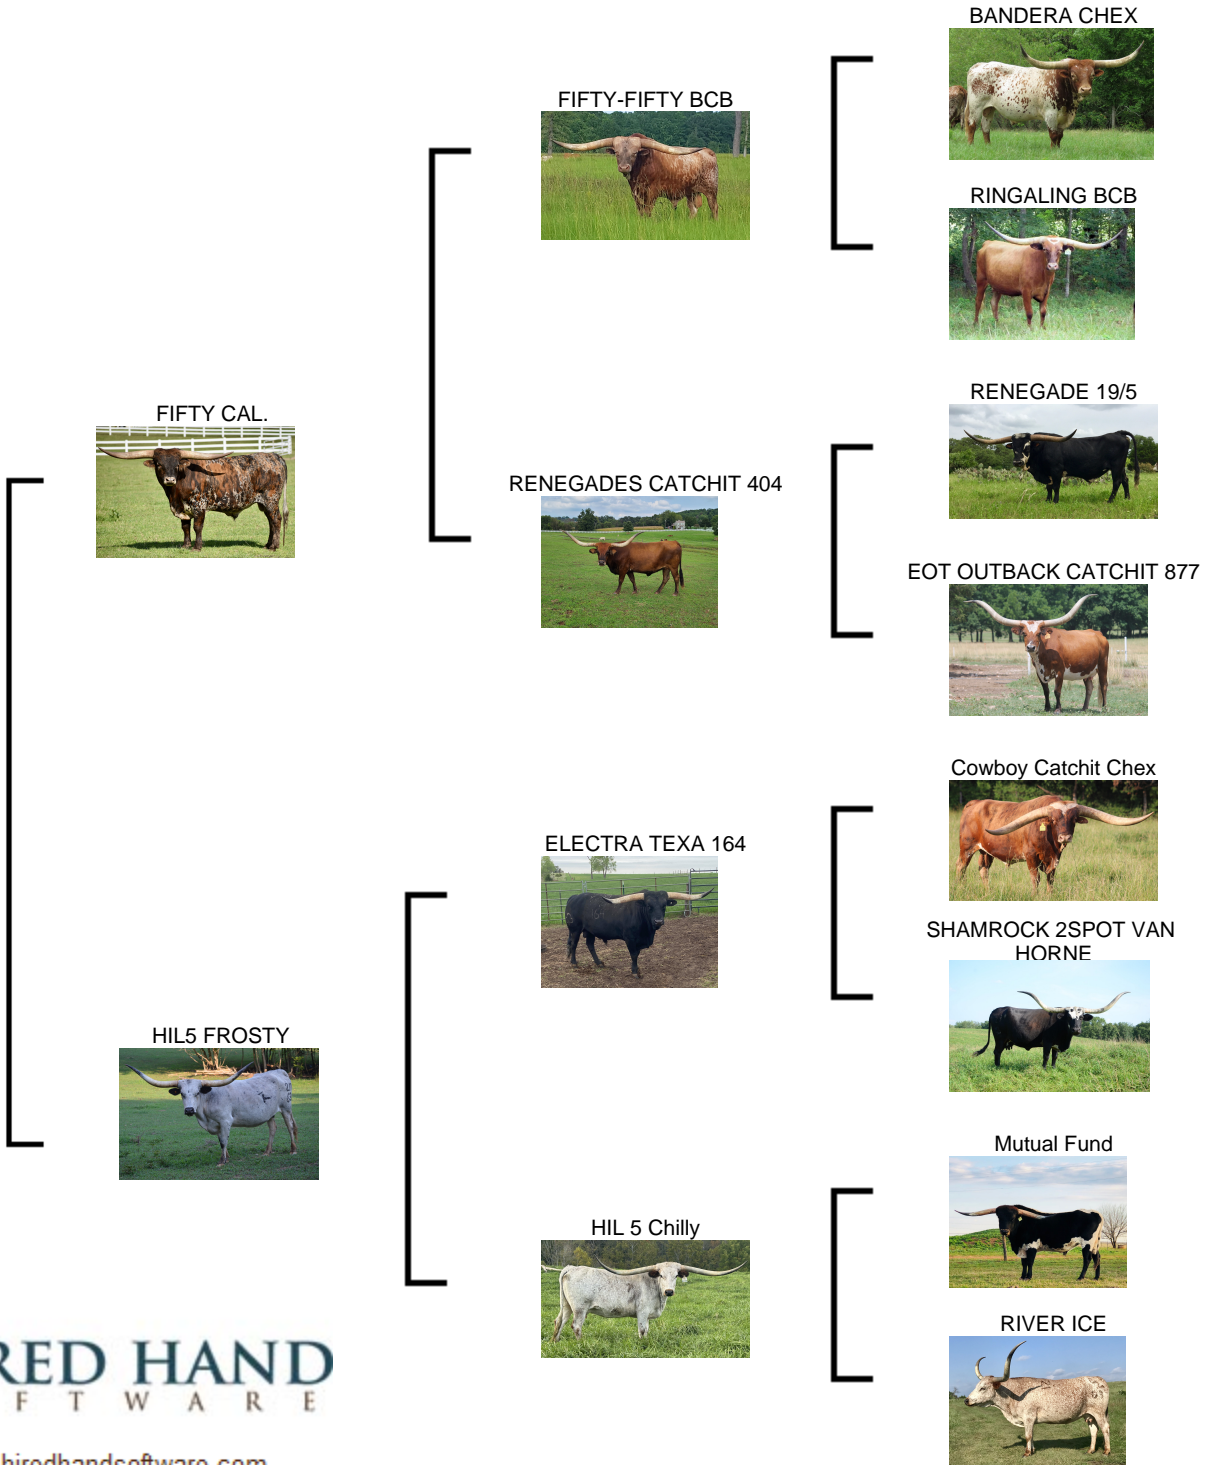 BANDERA CHEX
FIFTY-FIFTY BCB
RINGALING BCB
RENEGADE 19/5
FIFTY CAL.
RENEGADES CATCHIT 404
EOT OUTBACK CATCHIT 877
Cowboy Catchit Chex
ELECTRA TEXA 164
SHAMROCK 2SPOT VAN
HORNE
HIL5 FROSTY
Mutual Fund
HIL 5 Chilly
RIVER ICE
RED HAND
F T W A R E
hiredhandsoftware.com